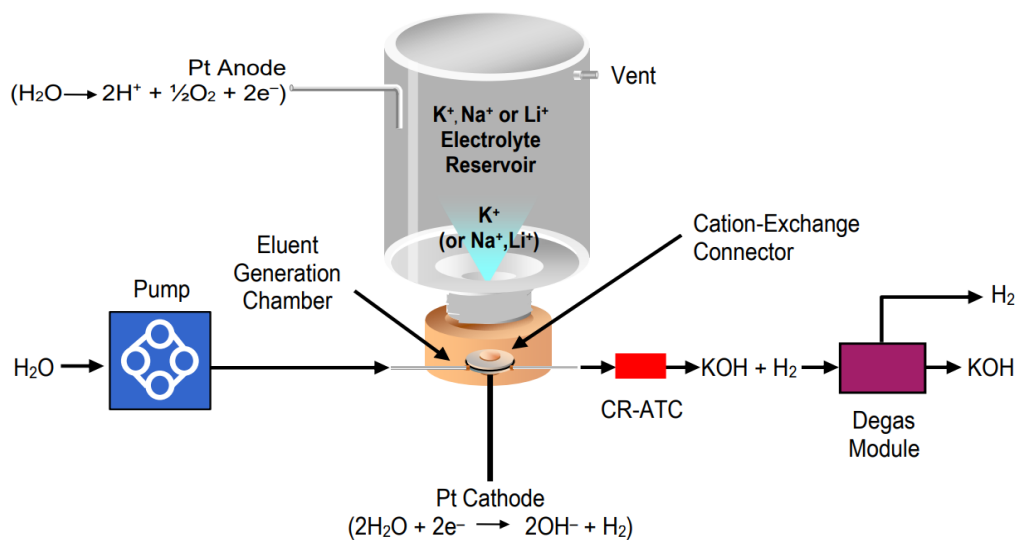 Pt Anode
(H₂O ⟶ 2H⁺ + ½O₂ + 2e⁻)
Vent
K⁺, Na⁺ or Li⁺
Electrolyte
Reservoir
K⁺
(or Na⁺,Li⁺)
Cation-Exchange
Connector
Eluent
Generation
Chamber
Pump
H₂O
CR-ATC
KOH + H₂
H₂
KOH
Degas
Module
Pt Cathode
(2H₂O + 2e⁻ ⟶ 2OH⁻ + H₂)